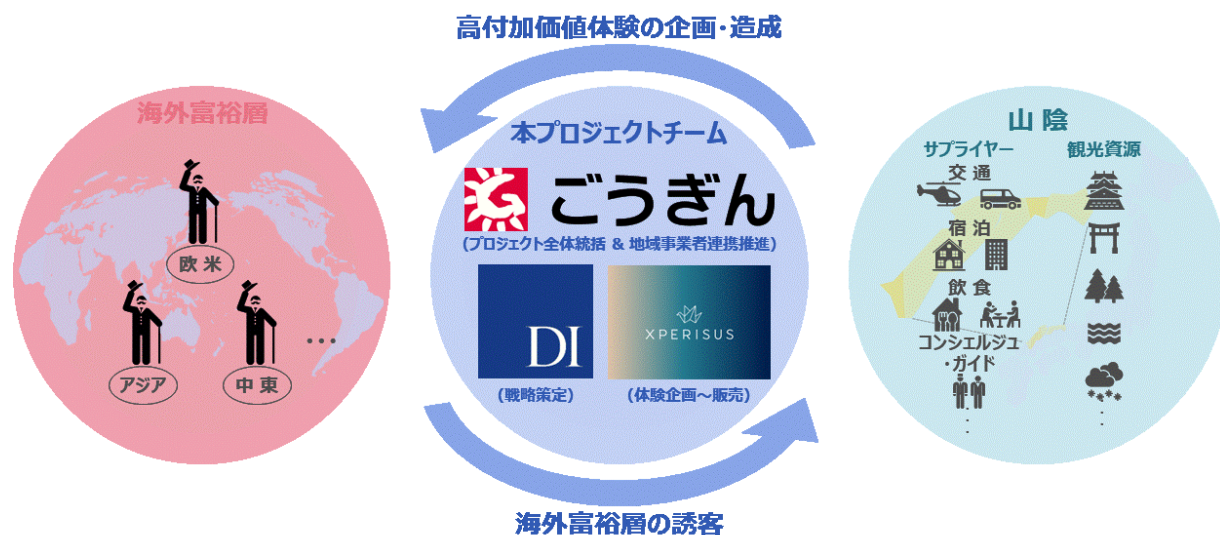 高付加価値体験の企画・造成
海外富裕層
欧米
アジア
中東
…
本プロジェクトチーム
ごうぎん
(プロジェクト全体統括 & 地域事業者連携推進)
DI
XPERISUS
(戦略策定)
(体験企画～販売)
海外富裕層の誘客
山陰
サプライヤー
観光資源
交通
宿泊
飲食
コンシェルジュ
・ガイド